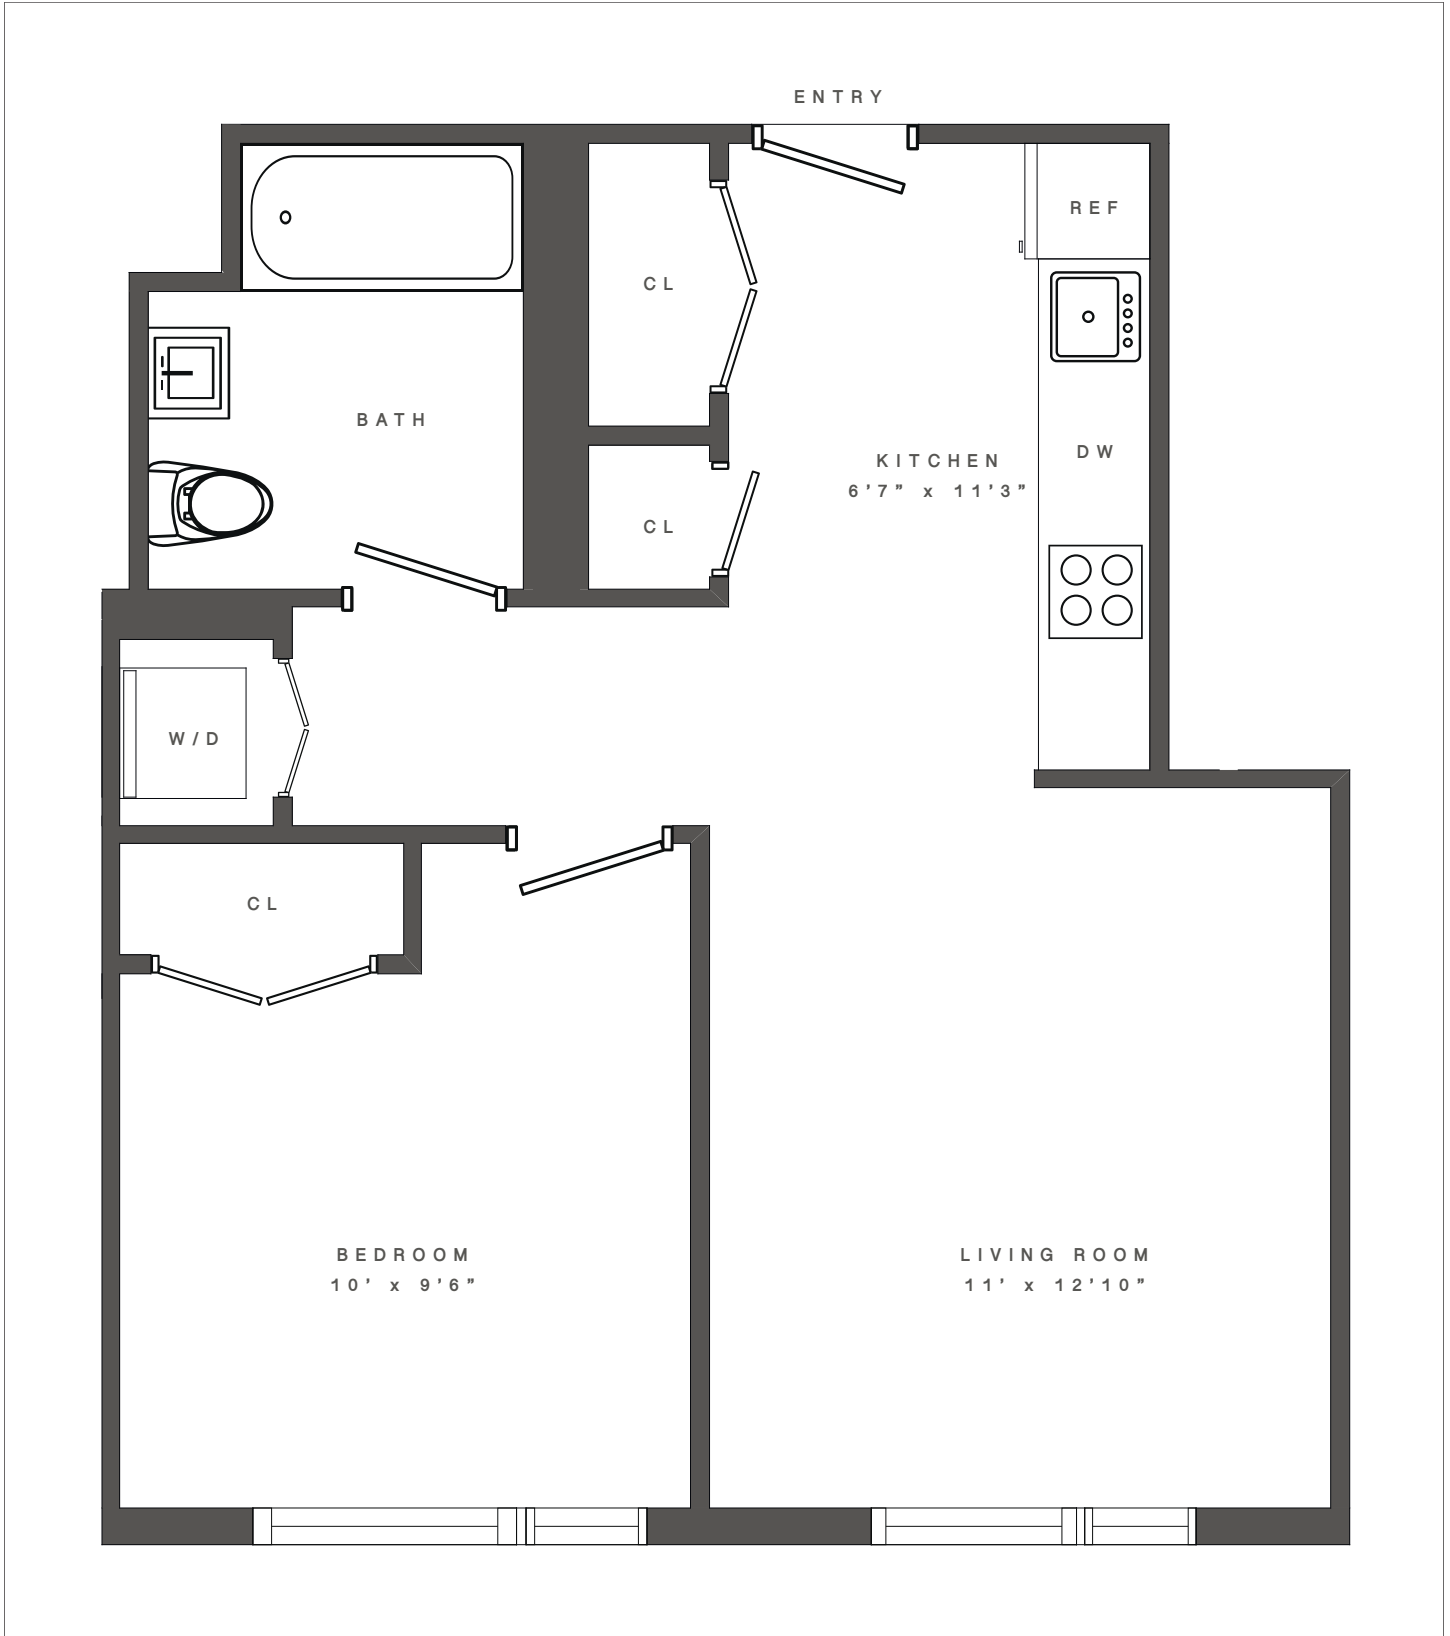 ENTRY
REF
CL
BATH
DW
KITCHEN
6’7” x 11’3”
CL
W/D
CL
BEDROOM
10’ x 9’6”
LIVING ROOM
11’ x 12’10”